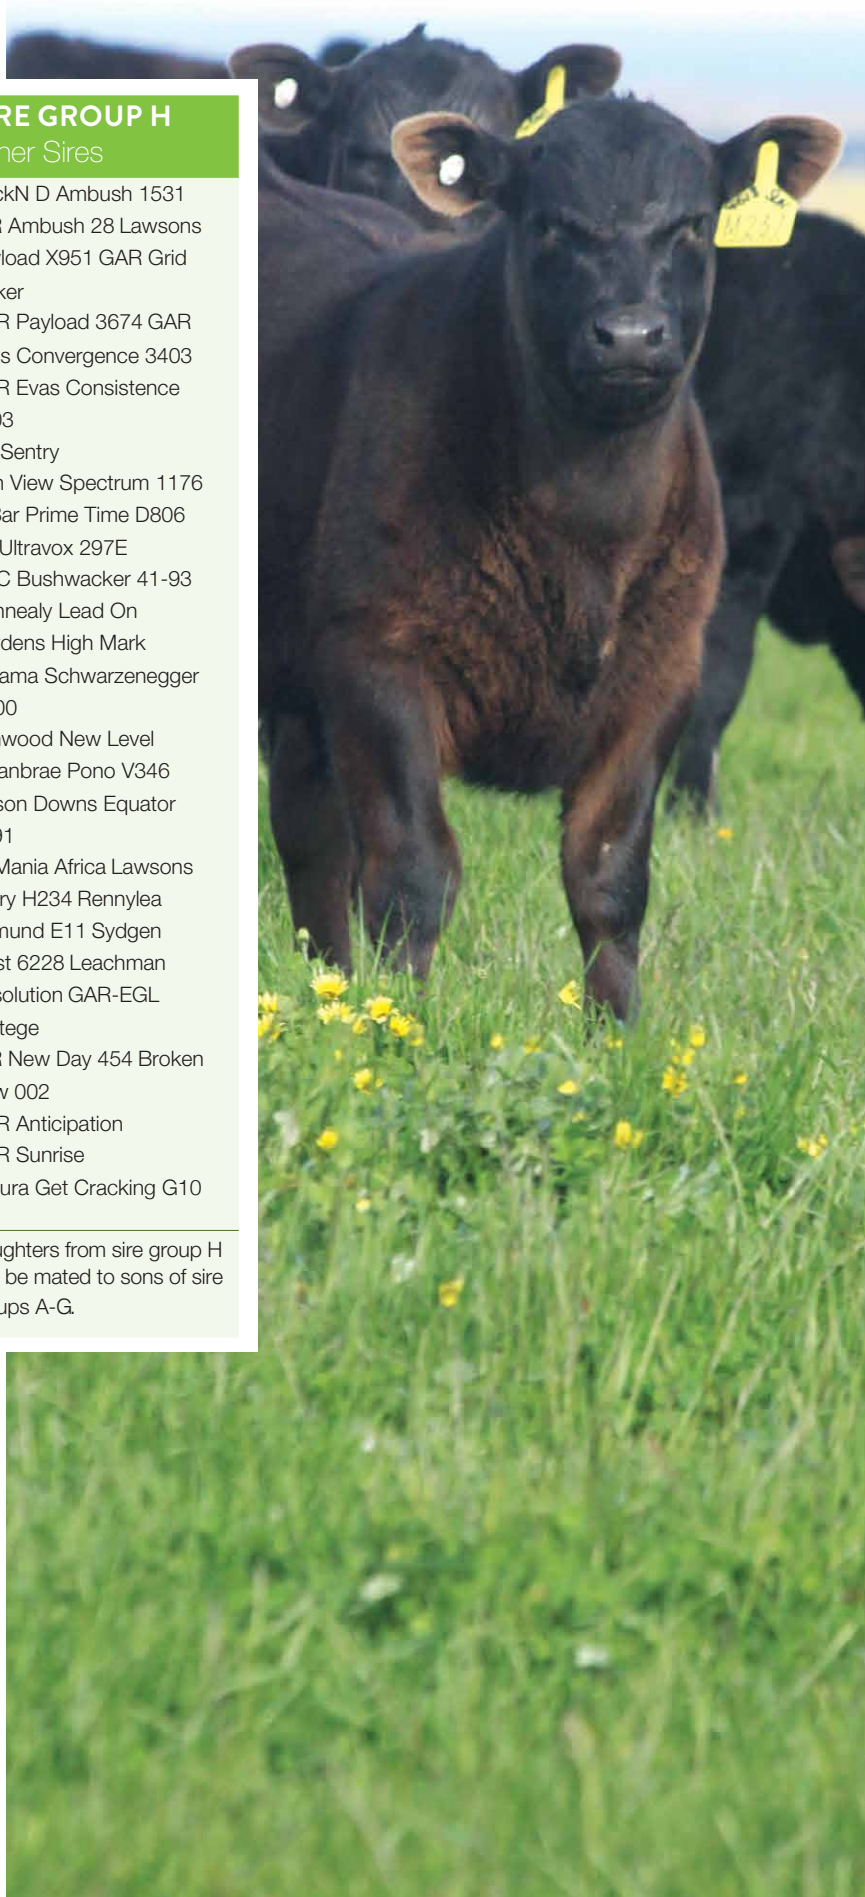 RE GROUP H
ner Sires
ckN D Ambush 1531
R Ambush 28 Lawsons
load X951 GAR Grid
ker
R Payload 3674 GAR
s Convergence 3403
R Evas Consistence
03
Sentry
n View Spectrum 1176
Bar Prime Time D806
Ultravox 297E
C Bushwacker 41-93
nnealy Lead On
dens High Mark
ama Schwarzenegger
00
nwood New Level
anbrae Pono V346
son Downs Equator
91
Mania Africa Lawsons
ry H234 Rennylea
mund E11 Sydgen
st 6228 Leachman
solution GAR-EGL
tege
R New Day 454 Broken
w 002
R Anticipation
R Sunrise
ura Get Cracking G10
ughters from sire group H
be mated to sons of sire
ups A-G.